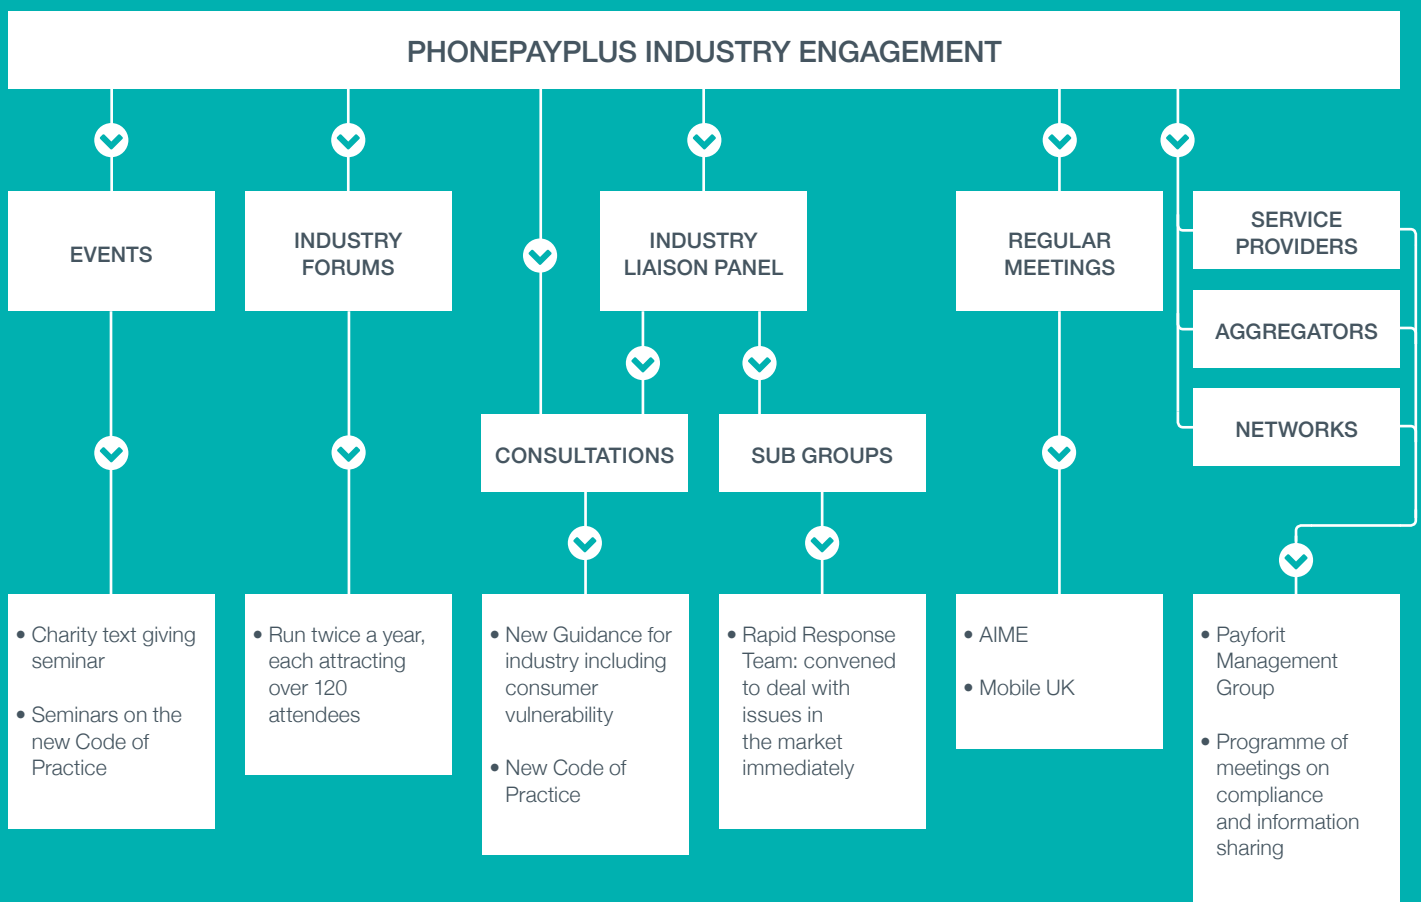 PHONEPAYPLUS INDUSTRY ENGAGEMENT
EVENTS
INDUSTRY
FORUMS
INDUSTRY
LIAISON PANEL
REGULAR
MEETINGS
SERVICE
PROVIDERS
AGGREGATORS
NETWORKS
CONSULTATIONS
SUB GROUPS
• Charity text giving
seminar
• Seminars on the
new Code of
Practice
• Run twice a year,
each attracting
over 120
attendees
• New Guidance for
industry including
consumer
vulnerability
• New Code of
Practice
• Rapid Response
Team: convened
to deal with
issues in
the market
immediately
• AIME
• Mobile UK
• Payforit
Management
Group
• Programme of
meetings on
compliance
and information
sharing